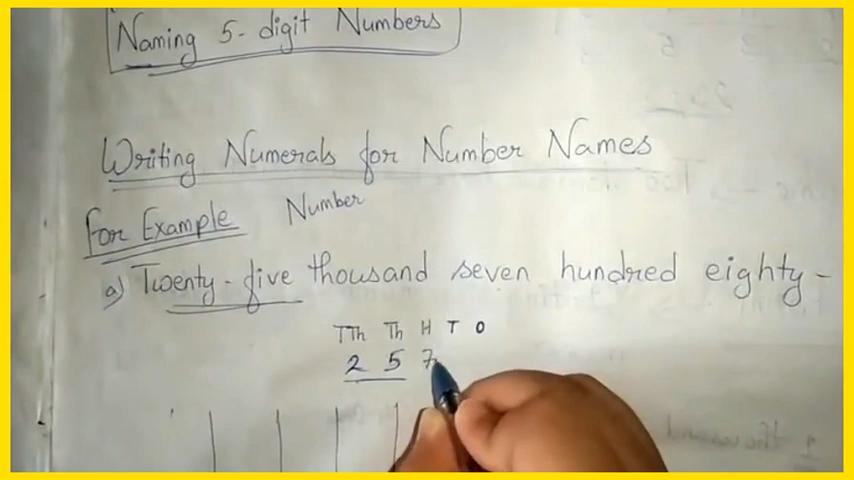 Naming 5-digit Numbers
Writing Numerals for Number Names
For Example Number
a) Twenty-five thousand seven hundred eighty-
TTh Th H T O
2 5 7